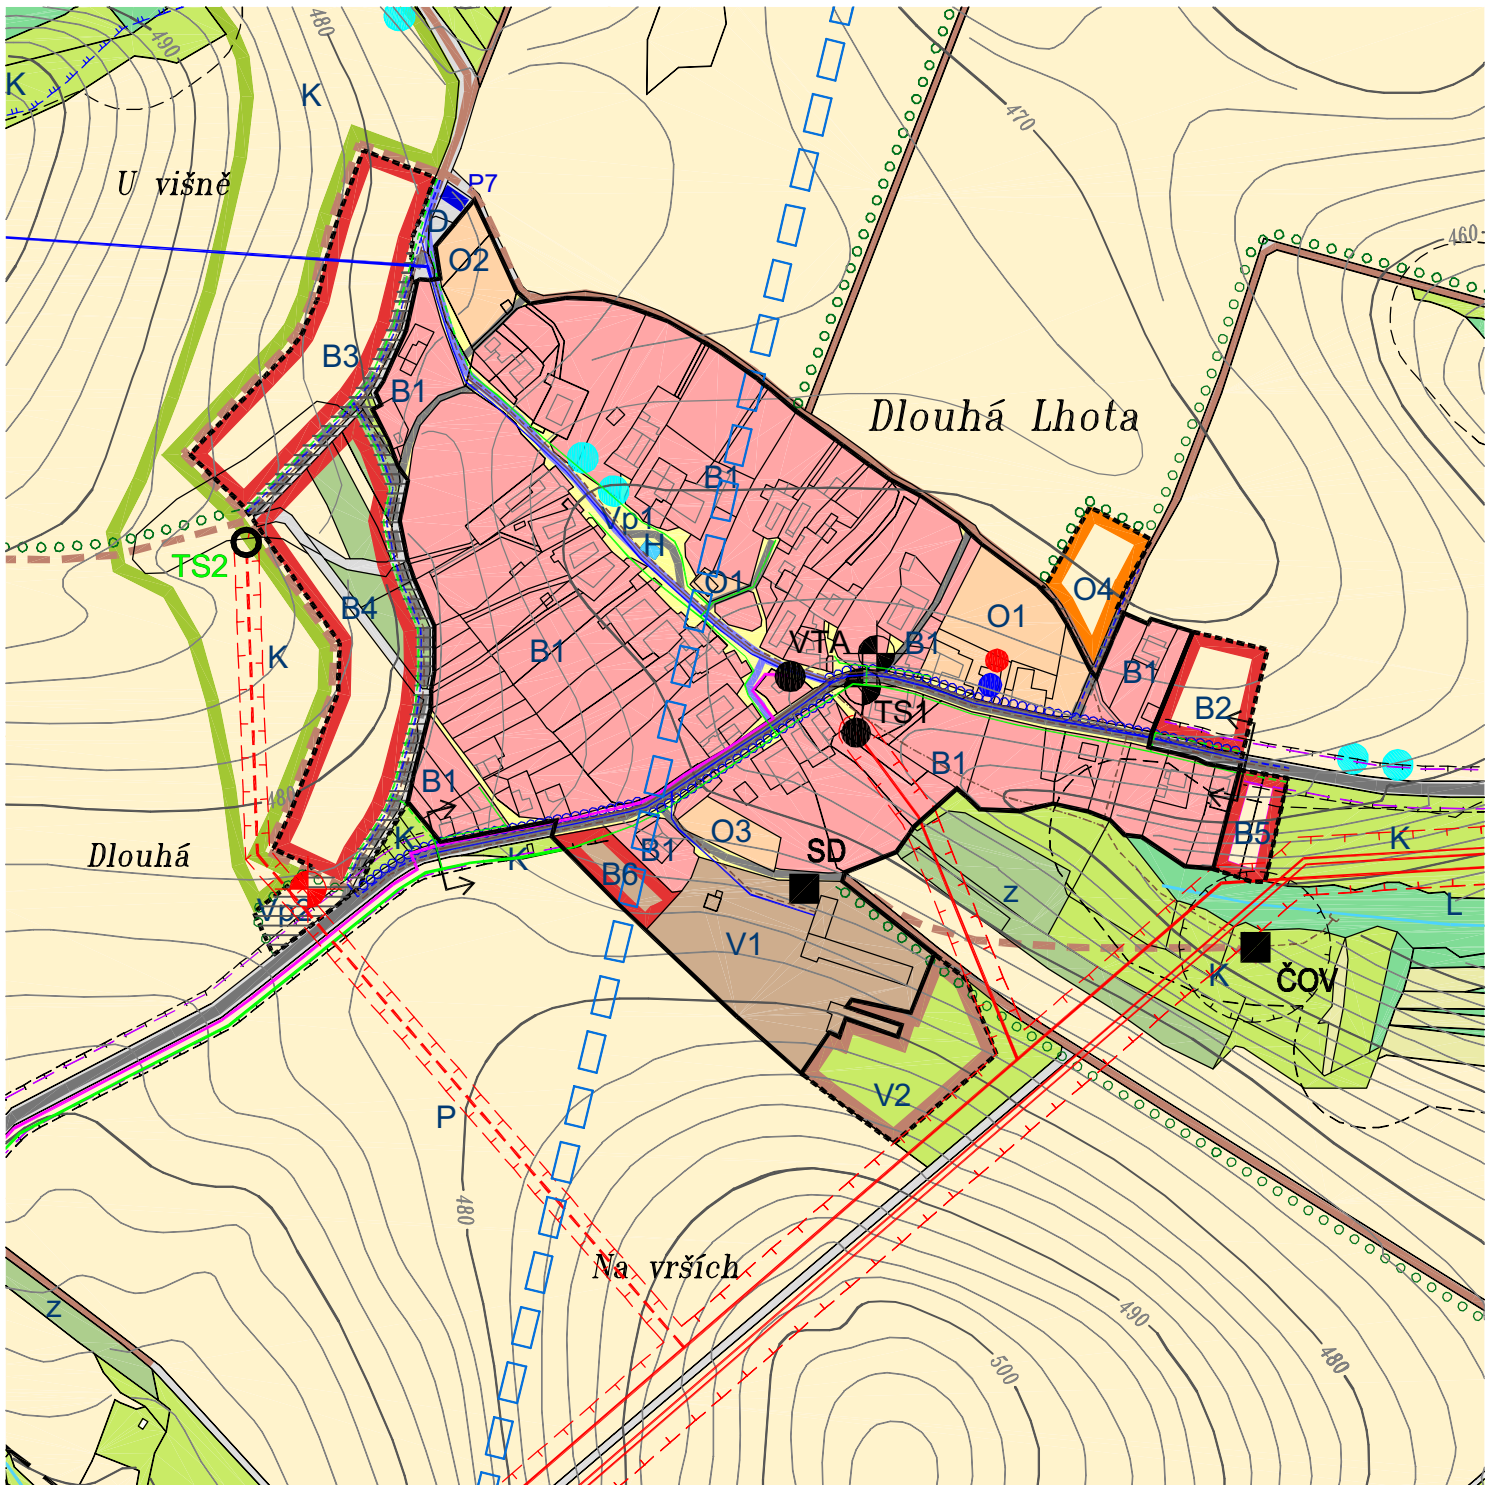 480
490
K
K
470
U višně
P7
D
O2
460
B3
B1
Dlouhá Lhota
B1
Vp1
H
TS2
O1
O4
B4
O1
K
B1
VTA
B1
B1
B2
TS1
B1
B1
480
O3
B5
K
Dlouhá
K
K
B1
SD
B6
z
Vp2
V1
L
K
ČOV
V2
P
480
Na vrších
z
490
480
500